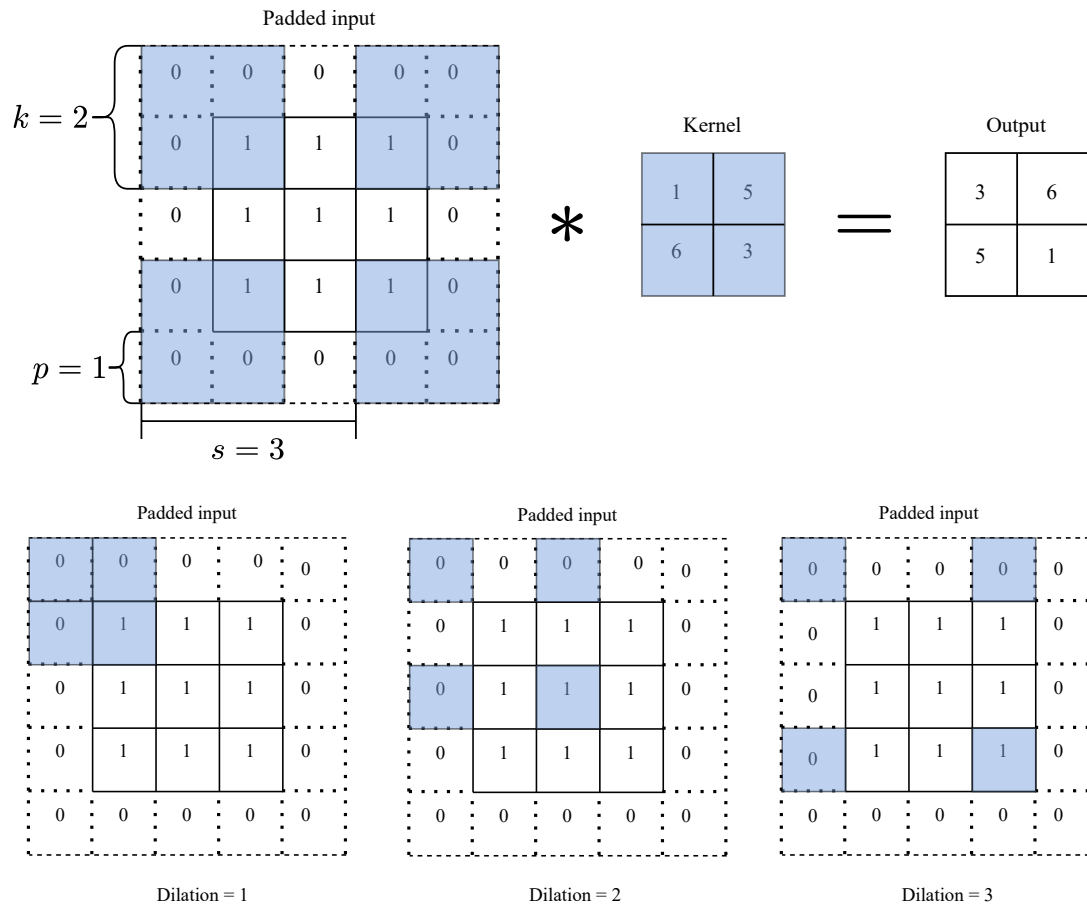 Padded input
0 0 0 0 0
k = 2
0 1 1 1 0
0 1 1 1 0
0 1 1 1 0
0 0 0 0 0
p = 1
s = 3
*
Kernel
1 5
6 3
=
Output
3 6
5 1
Padded input
0 0 0 0 0
0 1 1 1 0
0 1 1 1 0
0 1 1 1 0
0 0 0 0 0
Dilation = 1
Padded input
0 0 0 0 0
0 1 1 1 0
0 1 1 1 0
0 1 1 1 0
0 0 0 0 0
Dilation = 2
Padded input
0 0 0 0 0
0 1 1 1 0
0 1 1 1 0
0 1 1 1 0
0 0 0 0 0
Dilation = 3